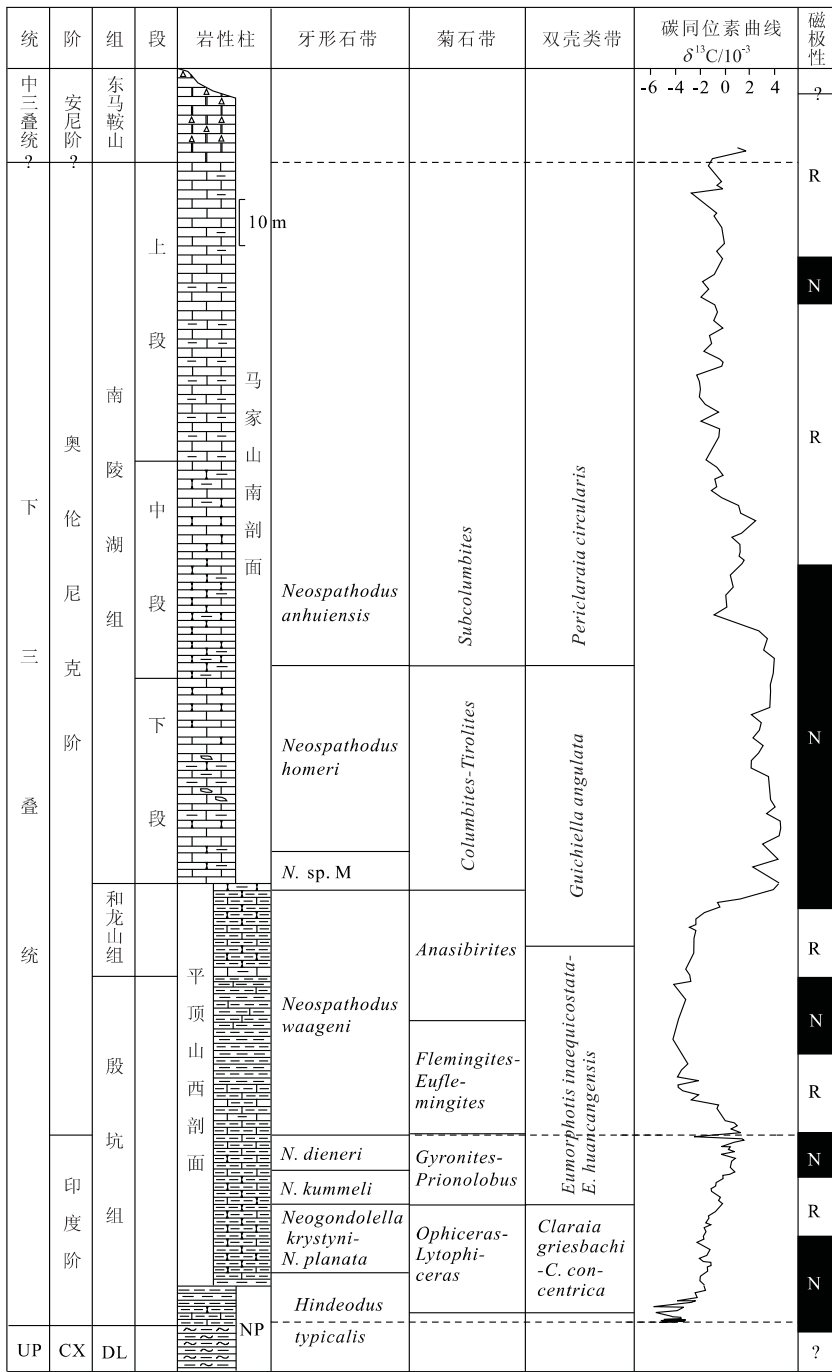 统 阶 组 段 岩性柱 牙形石带 菊石带 双壳类带 碳同位素曲线 磁极性
δ¹³C/10⁻³
-6 -4 -2 0 2 4
中三叠统
?
安尼阶
?
东马鞍山
下三叠统
奥伦尼克阶
印度阶
南陵湖组
和龙山组
殷坑组
上段
中段
下段
10 m
马家山南剖面
平顶山西剖面
NP
UP CX DL
Neospathodus
anhuiensis
Neospathodus
homeri
N. sp. M
Neospathodus
waageni
N. dieneri
N. kummeli
Neogondolella
krystyni-
N. planata
Hindeodus
typicalis
Subcolumbites
Columbites-Tirolites
Anasibirites
Flemingites-
Eufle-
mingites
Gyronites-
Prionolobus
Ophiceras-
Lytophi-
ceras
Periclaraia circularis
Guichiella angulata
Eumorphotis inaequicostata-
E. huancangensis
Claraia
griesbachi
-C. con-
centrica
?
R
N
R
N
R
N
R
N
R
N
?